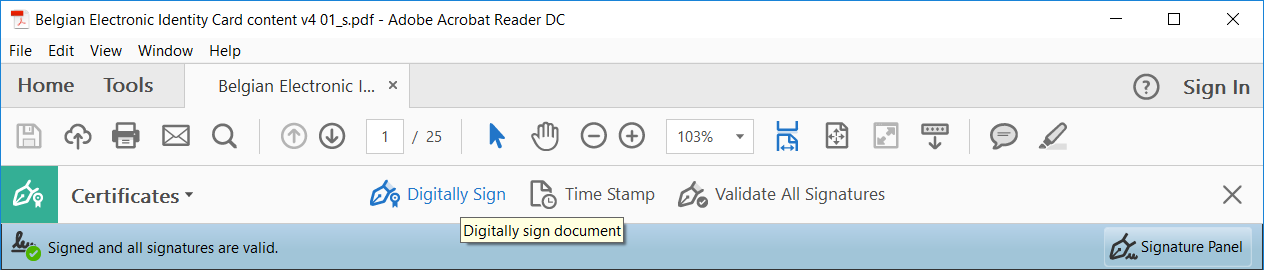 Belgian Electronic Identity Card content v4 01_s.pdf - Adobe Acrobat Reader DC
File Edit View Window Help
Home Tools Belgian Electronic I... × ? Sign In
1 / 25 103%
Certificates Digitally Sign Time Stamp Validate All Signatures
Digitally sign document
Signed and all signatures are valid. Signature Panel